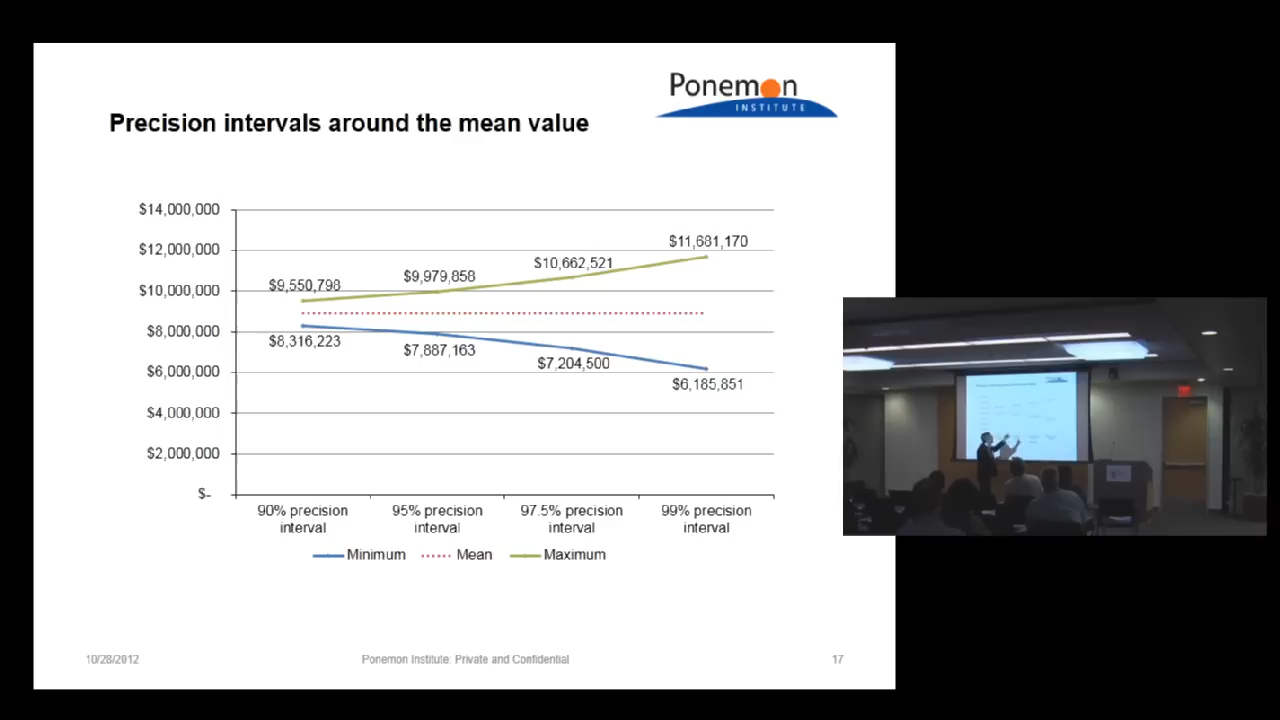 Ponemon
INSTITUTE
Precision intervals around the mean value
$14,000,000
$12,000,000
$10,000,000
$8,000,000
$6,000,000
$4,000,000
$2,000,000
$-
$9,550,798
$9,979,858
$10,662,521
$11,681,170
$8,316,223
$7,887,163
$7,204,500
$6,185,851
90% precision
interval
95% precision
interval
97.5% precision
interval
99% precision
interval
Minimum
Mean
Maximum
10/28/2012
Ponemon Institute: Private and Confidential
17